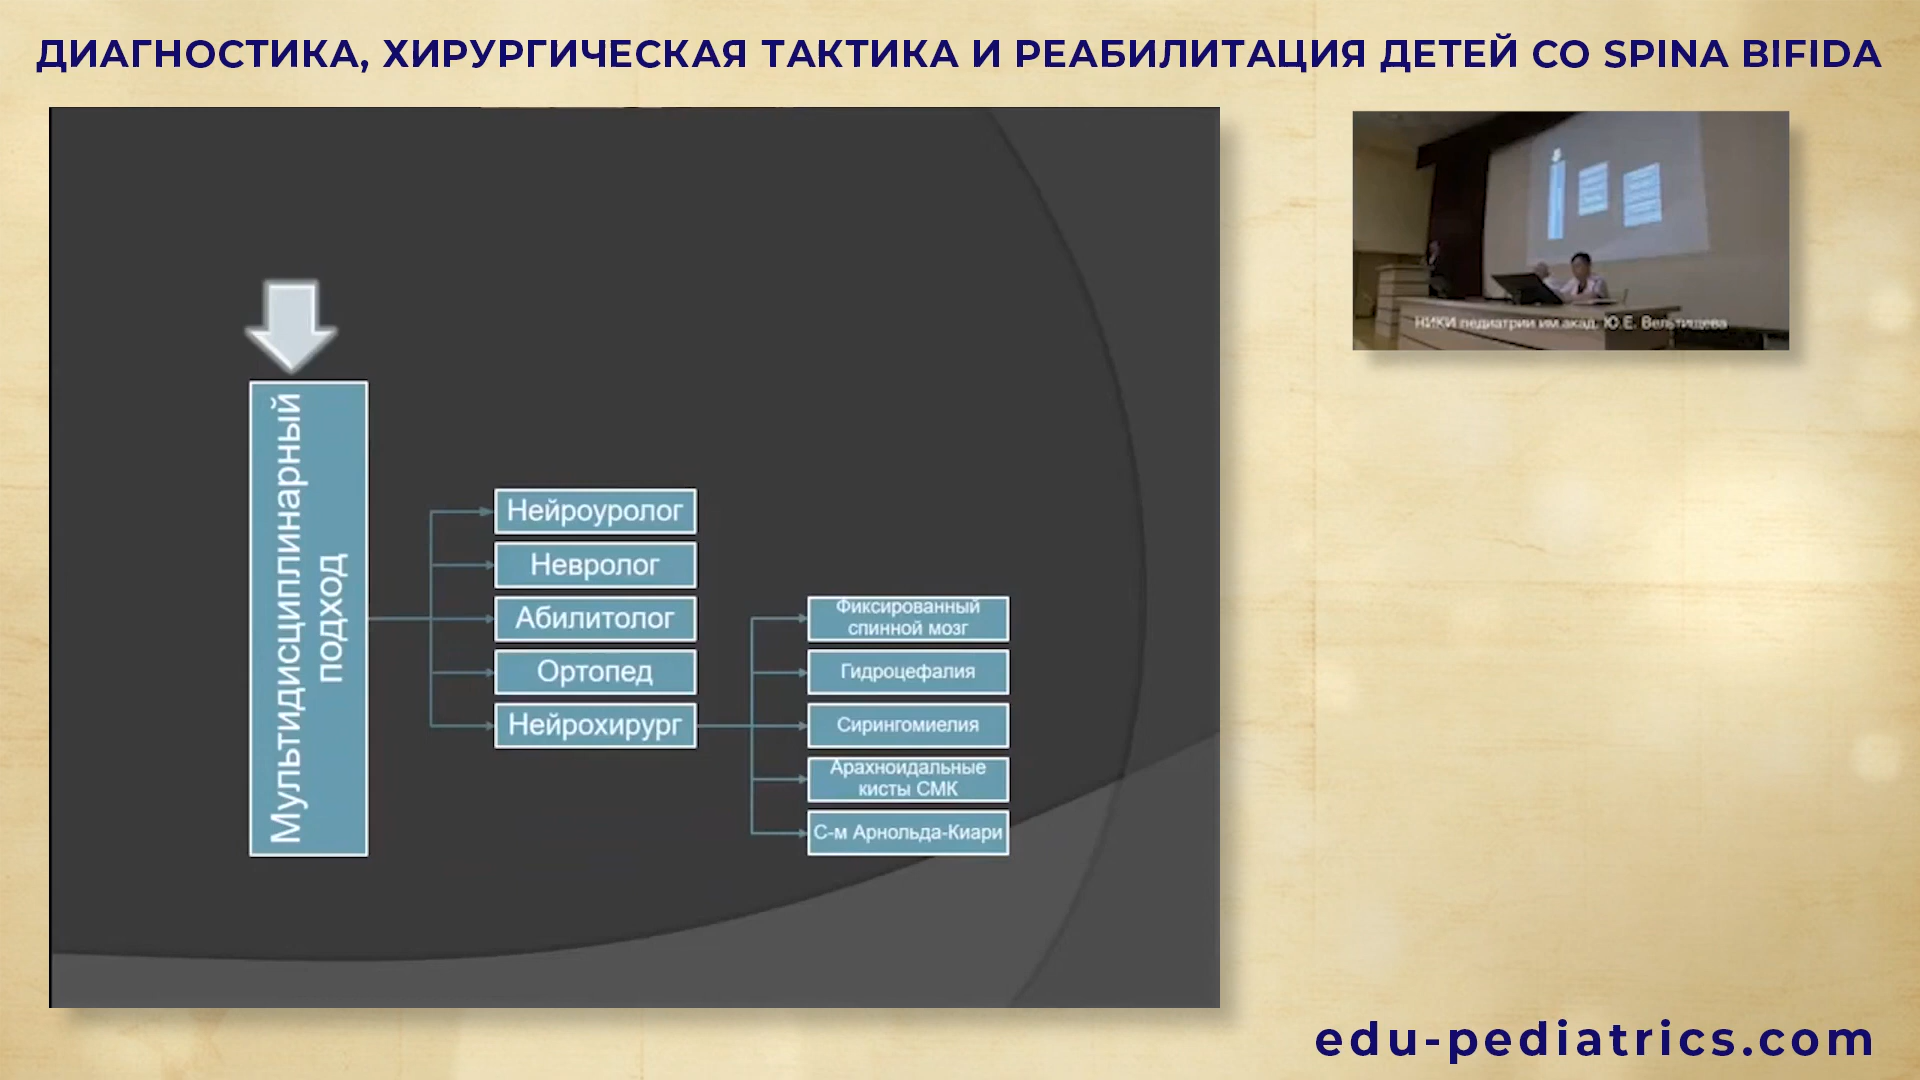 ДИАГНОСТИКА, ХИРУРГИЧЕСКАЯ ТАКТИКА И РЕАБИЛИТАЦИЯ ДЕТЕЙ СО SPINA BIFIDA
НИКИ педиатрии им.акад. Ю.Е. Вельтищева
Мультидисциплинарный
подход
Нейроуролог
Невролог
Абилитолог
Ортопед
Нейрохирург
Фиксированный
спинной мозг
Гидроцефалия
Сирингомиелия
Арахноидальные
кисты СМК
С-м Арнольда-Киари
edu-pediatrics.com